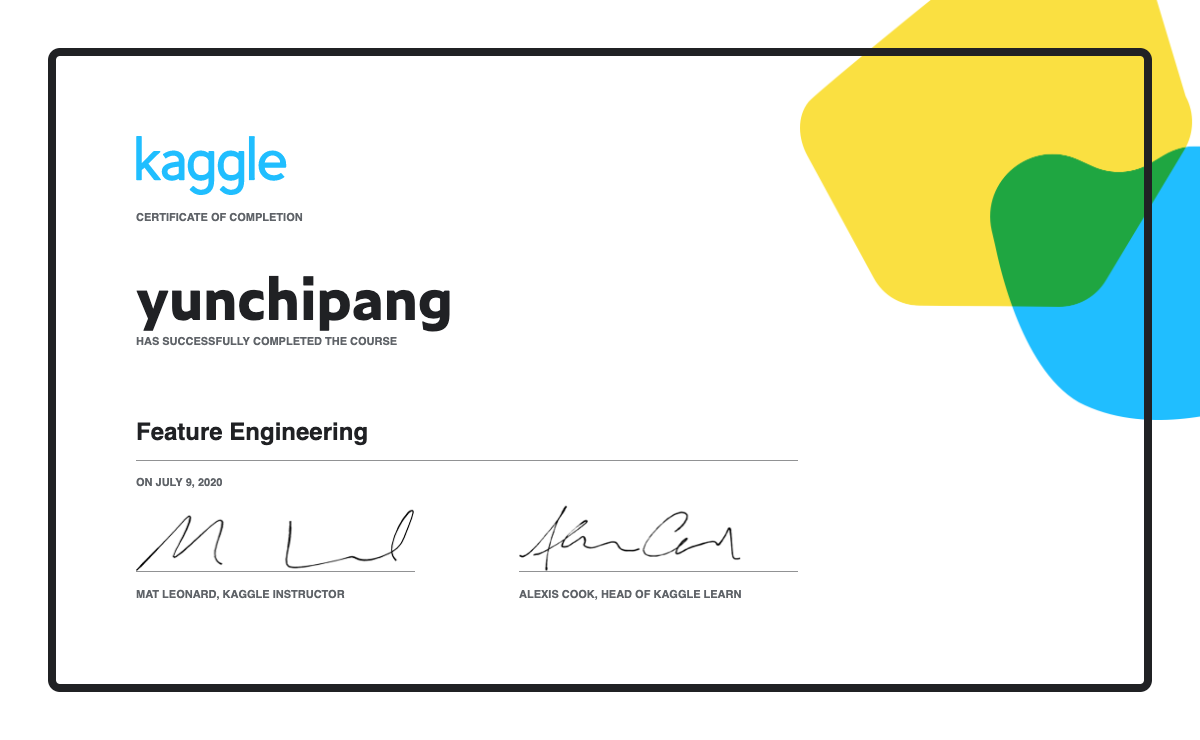 kaggle
CERTIFICATE OF COMPLETION
yunchipang
HAS SUCCESSFULLY COMPLETED THE COURSE
Feature Engineering
ON JULY 9, 2020
MAT LEONARD, KAGGLE INSTRUCTOR
ALEXIS COOK, HEAD OF KAGGLE LEARN